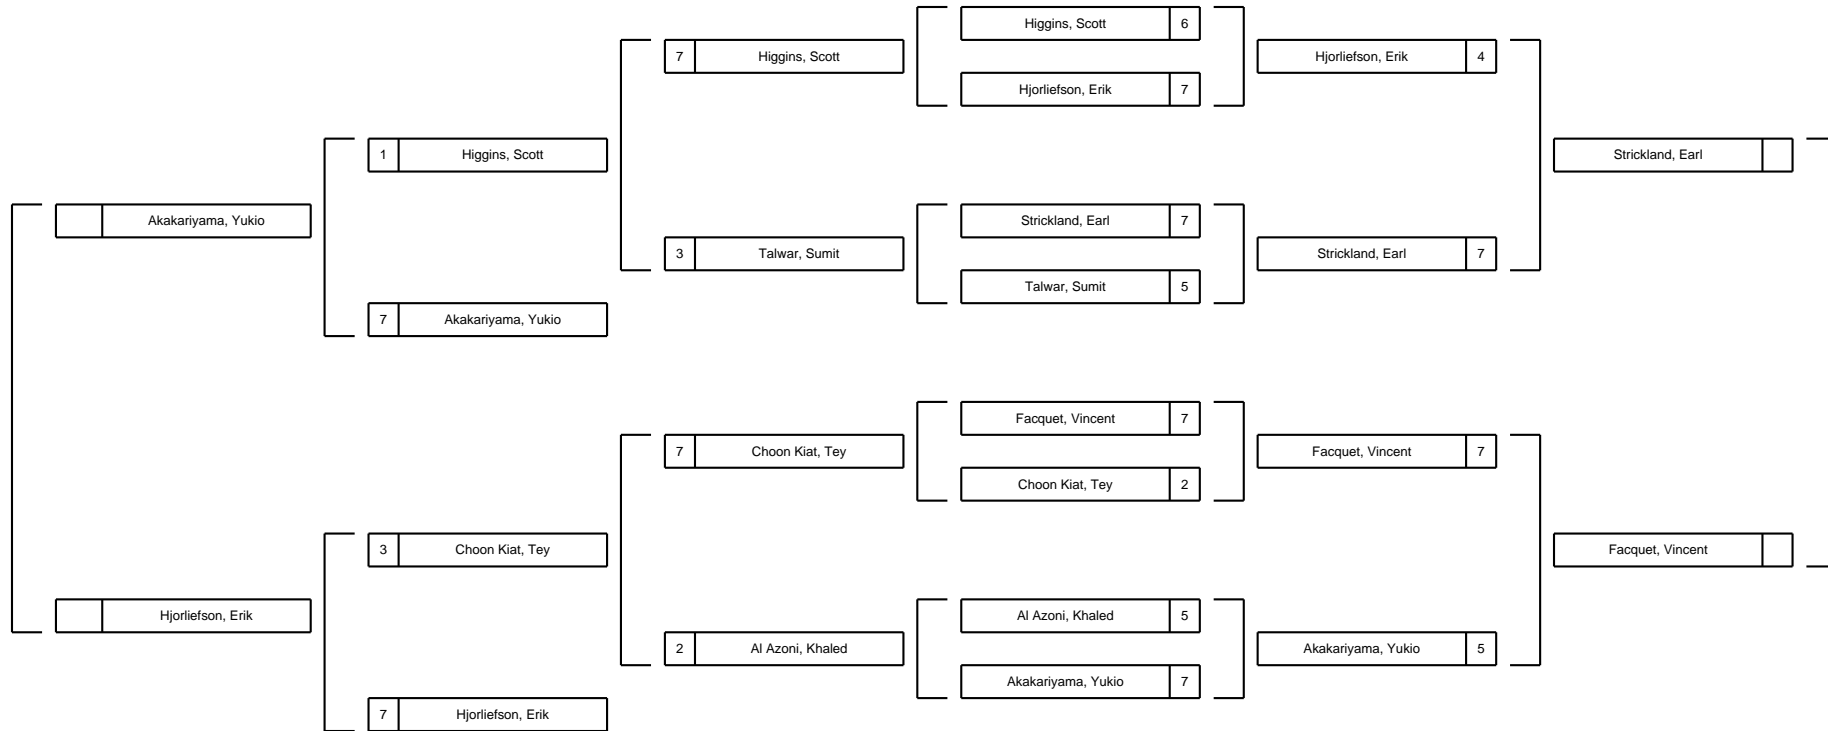 Higgins, Scott 6
7 Higgins, Scott
Hjorliefson, Erik 4
Hjorliefson, Erik 7
1 Higgins, Scott
Strickland, Earl
Akakariyama, Yukio
Strickland, Earl 7
3 Talwar, Sumit
Strickland, Earl 7
Talwar, Sumit 5
7 Akakariyama, Yukio
Facquet, Vincent 7
7 Choon Kiat, Tey
Facquet, Vincent 7
Choon Kiat, Tey 2
3 Choon Kiat, Tey
Facquet, Vincent
Hjorliefson, Erik
Al Azoni, Khaled 5
2 Al Azoni, Khaled
Akakariyama, Yukio 5
Akakariyama, Yukio 7
7 Hjorliefson, Erik